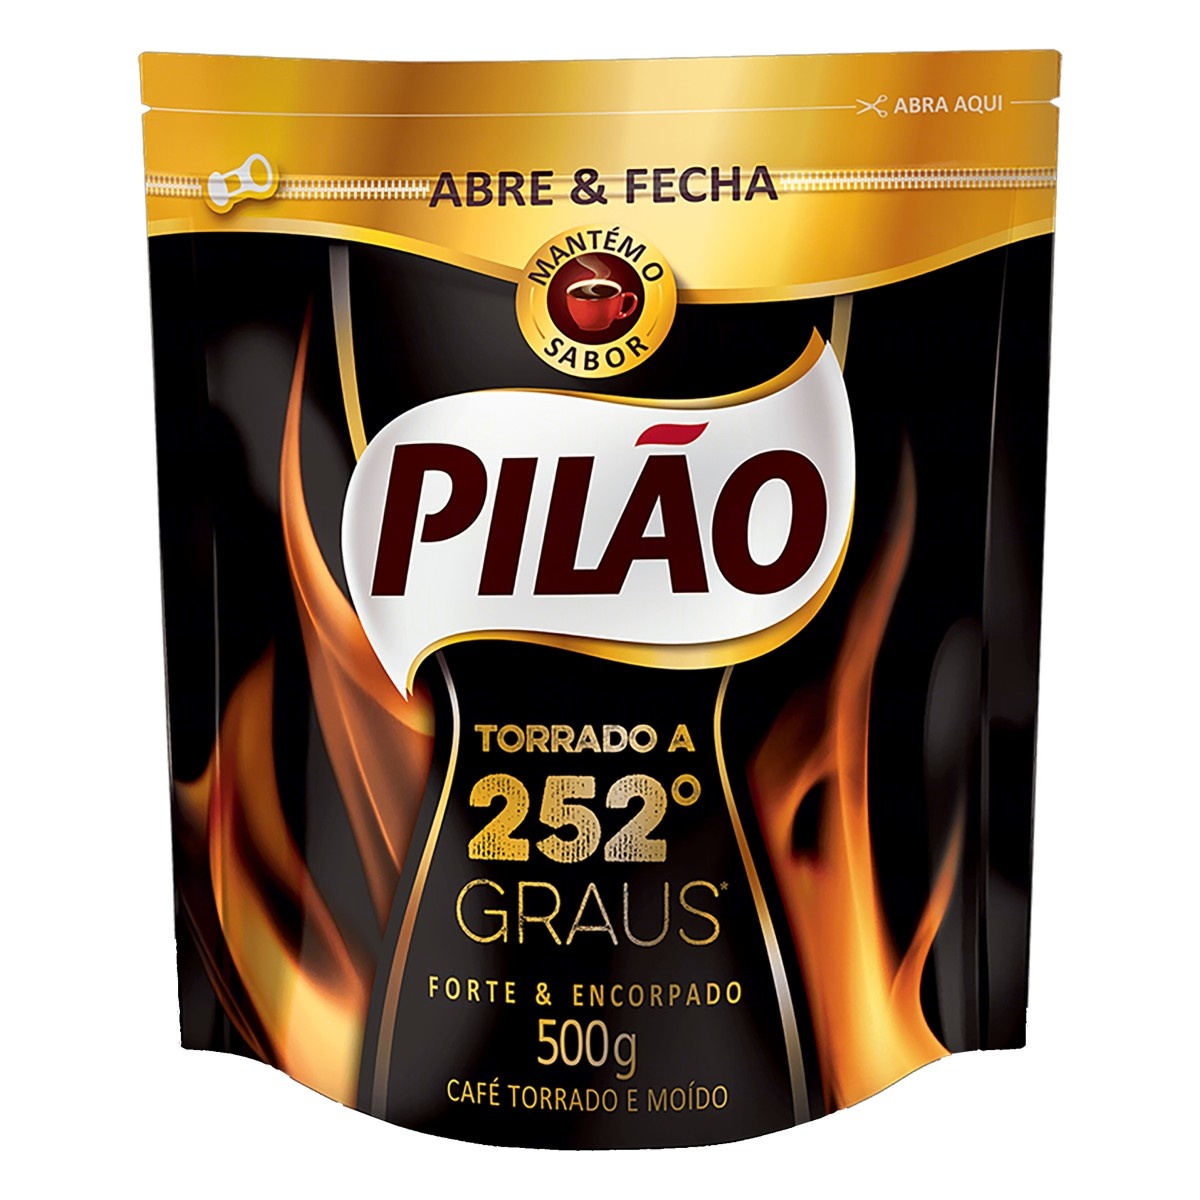 ABRA AQUI
ABRE & FECHA
MANTÉM O
SABOR
PILÃO
TORRADO A
252°
GRAUS*
FORTE & ENCORPADO
500g
CAFÉ TORRADO E MOÍDO